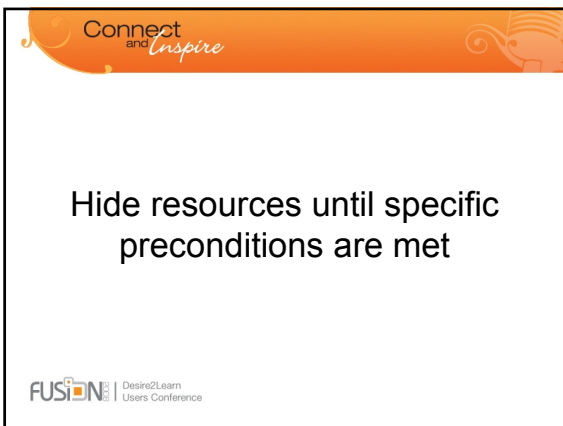 Connect
and Inspire
Hide resources until specific
preconditions are met
FUSION 2008 | Desire2Learn
Users Conference